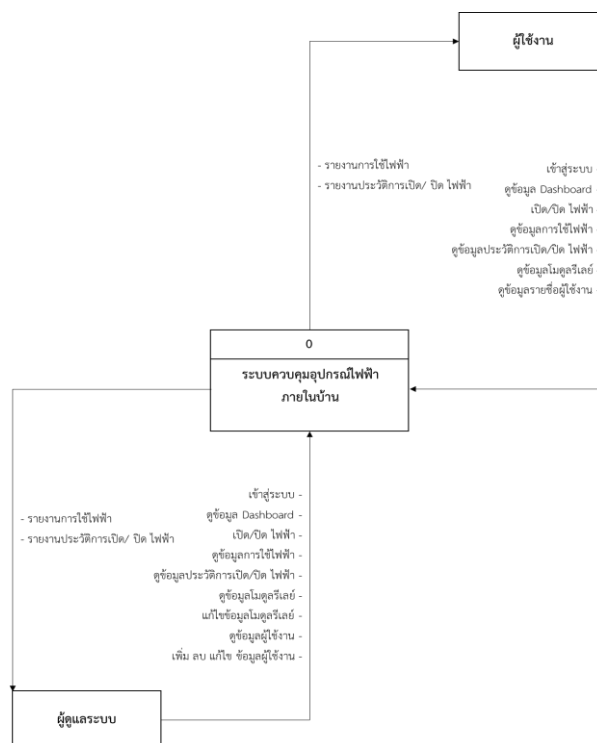 ผู้ใช้งาน
- รายงานการใช้ไฟฟ้า
- รายงานประวัติการเปิด/ ปิด ไฟฟ้า
เข้าสู่ระบบ -
ดูข้อมูล Dashboard -
เปิด/ปิด ไฟฟ้า -
ดูข้อมูลการใช้ไฟฟ้า -
ดูข้อมูลประวัติการเปิด/ปิด ไฟฟ้า -
ดูข้อมูลโมดูลรีเลย์ -
ดูข้อมูลรายชื่อผู้ใช้งาน -
0
ระบบควบคุมอุปกรณ์ไฟฟ้า
ภายในบ้าน
- รายงานการใช้ไฟฟ้า
- รายงานประวัติการเปิด/ ปิด ไฟฟ้า
เข้าสู่ระบบ -
ดูข้อมูล Dashboard -
เปิด/ปิด ไฟฟ้า -
ดูข้อมูลการใช้ไฟฟ้า -
ดูข้อมูลประวัติการเปิด/ปิด ไฟฟ้า -
ดูข้อมูลโมดูลรีเลย์ -
แก้ไขข้อมูลโมดูลรีเลย์ -
ดูข้อมูลผู้ใช้งาน -
เพิ่ม ลบ แก้ไข ข้อมูลผู้ใช้งาน -
ผู้ดูแลระบบ